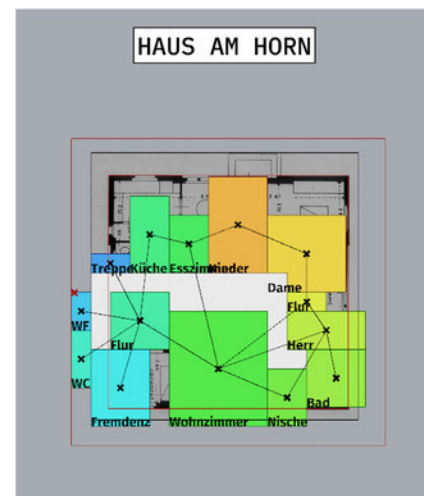 HAUS AM HORN
Treppe Küche Esszimmer Kinder
Dame
Flur
WF
Flur
Herr
WC
Bad
Fremdenz Wohnzimmer Nische